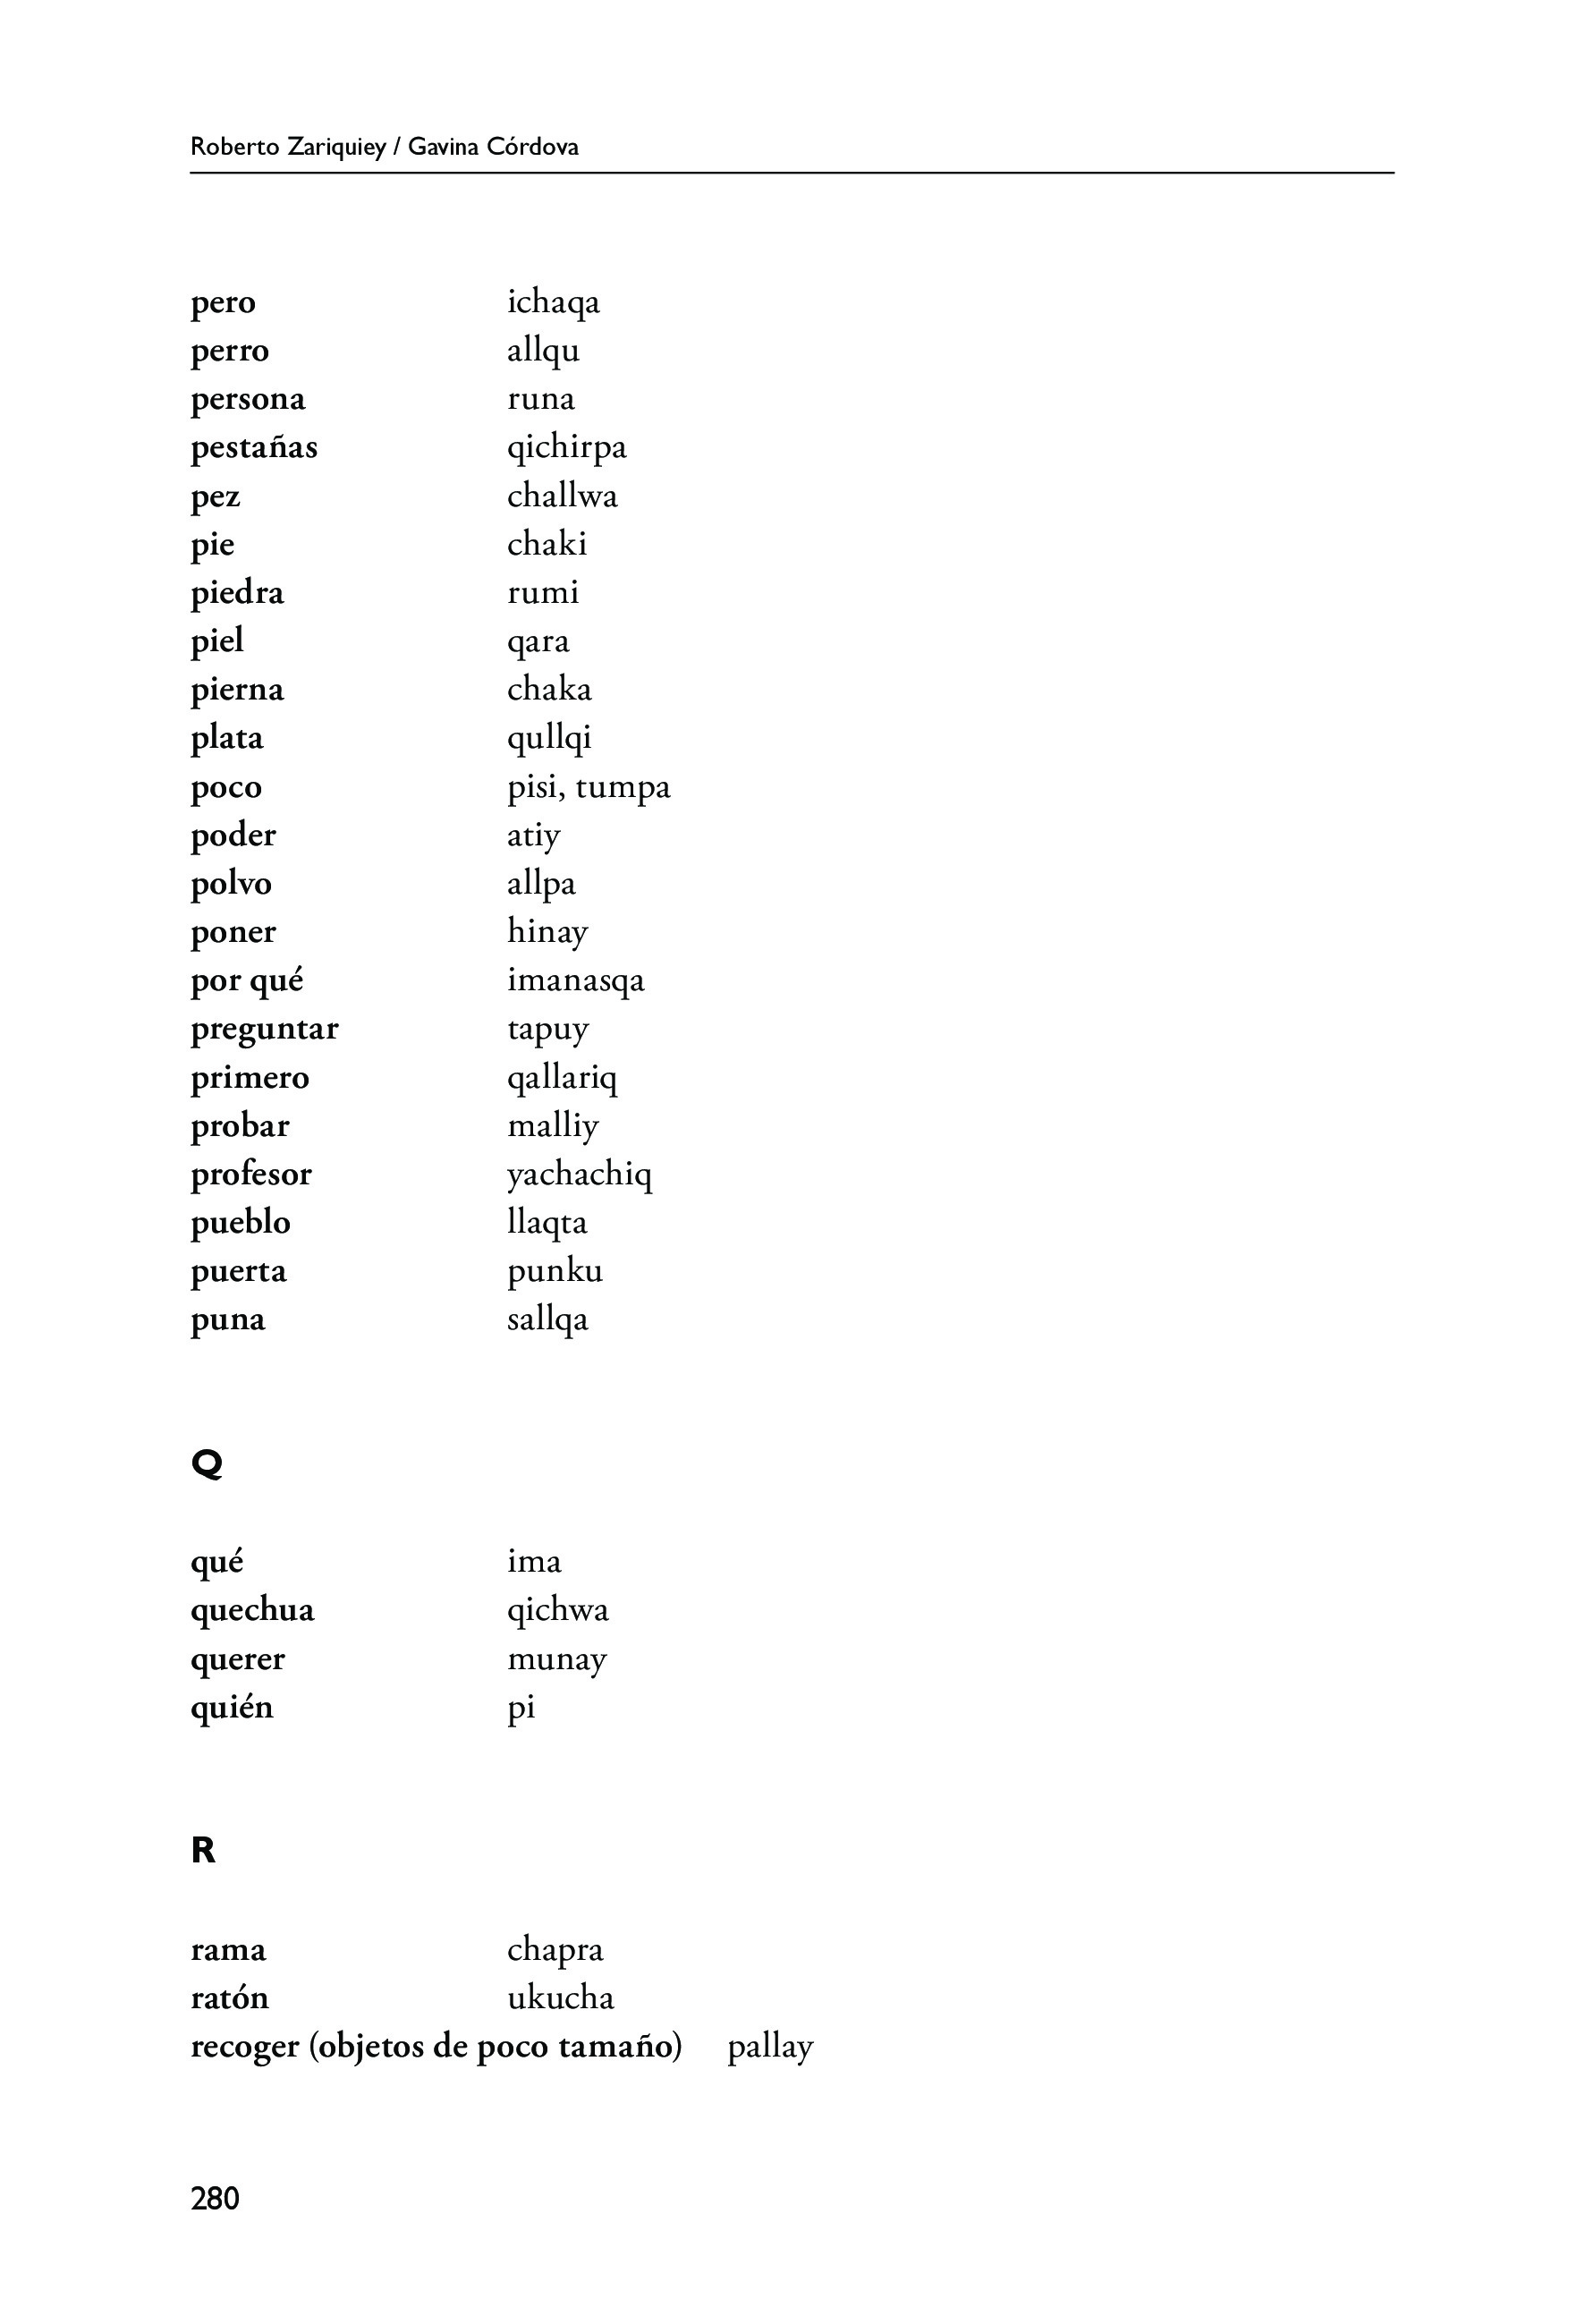 Roberto Zariquiey / Gavina Córdova
pero ichaqa
perro allqu
persona runa
pestañas qichirpa
pez challwa
pie chaki
piedra rumi
piel qara
pierna chaka
plata qullqi
poco pisi, tumpa
poder atiy
polvo allpa
poner hinay
por qué imanasqa
preguntar tapuy
primero qallariq
probar malliy
profesor yachachiq
pueblo llaqta
puerta punku
puna sallqa
Q
qué ima
quechua qichwa
querer munay
quién pi
R
rama chapra
ratón ukucha
recoger (objetos de poco tamaño) pallay
280